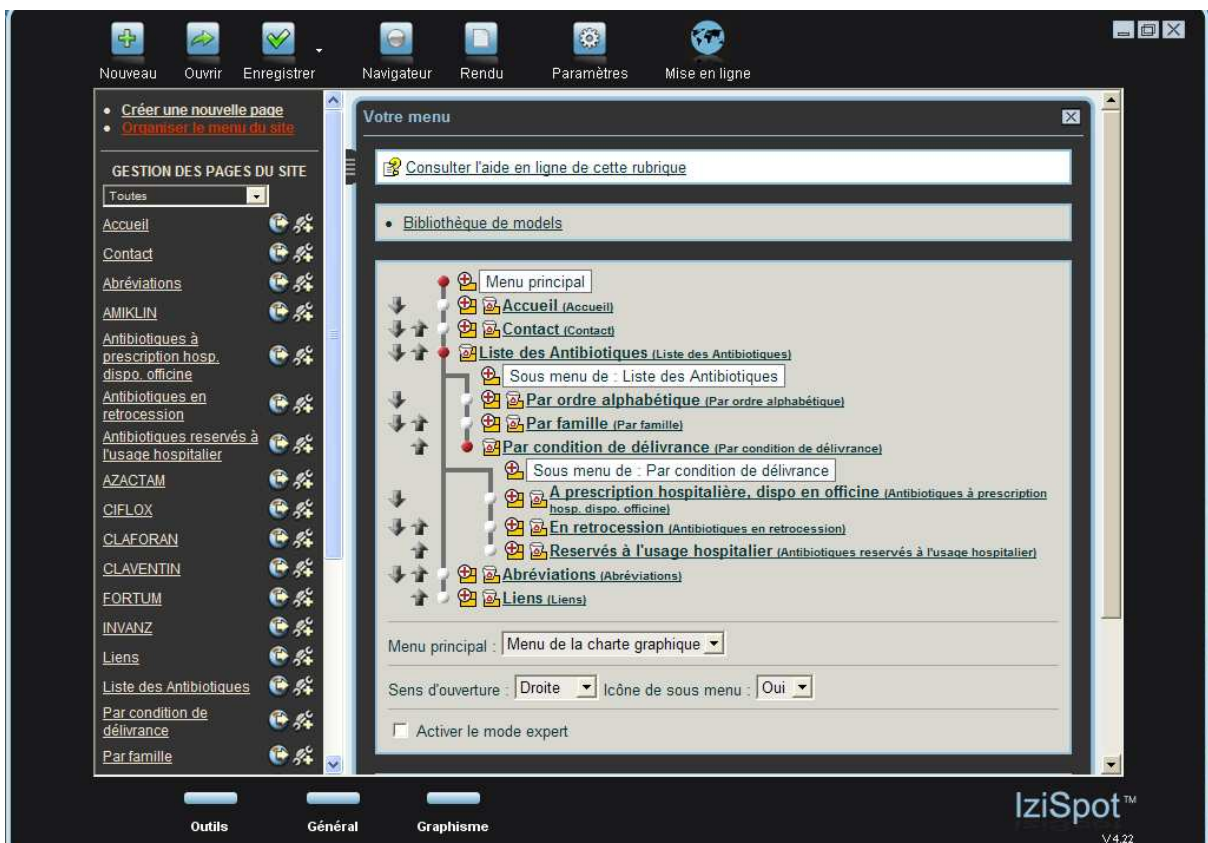 Nouveau Ouvrir Enregistrer Navigateur Rendu Paramètres Mise en ligne
Créer une nouvelle page
Organiser le menu du site
GESTION DES PAGES DU SITE
Toutes
Accueil
Contact
Abréviations
AMIKLIN
Antibiotiques à
prescription hosp.
dispo. officine
Antibiotiques en
retrocession
Antibiotiques reservés à
l'usage hospitalier
AZACTAM
CIFLOX
CLAFORAN
CLAVENTIN
FORTUM
INVANZ
Liens
Liste des Antibiotiques
Par condition de
délivrance
Par famille
Votre menu
Consulter l'aide en ligne de cette rubrique
Bibliothèque de models
Menu principal
Accueil (Accueil)
Contact (Contact)
Liste des Antibiotiques (Liste des Antibiotiques)
Sous menu de : Liste des Antibiotiques
Par ordre alphabétique (Par ordre alphabétique)
Par famille (Par famille)
Par condition de délivrance (Par condition de délivrance)
Sous menu de : Par condition de délivrance
A prescription hospitalière, dispo en officine (Antibiotiques à prescription
hosp. dispo. officine)
En retrocession (Antibiotiques en retrocession)
Reservés à l'usage hospitalier (Antibiotiques reservés à l'usage hospitalier)
Abréviations (Abréviations)
Liens (Liens)
Menu principal : Menu de la charte graphique
Sens d'ouverture : Droite Icône de sous menu : Oui
Activer le mode expert
Outils Général Graphisme
IziSpot™
V4.22